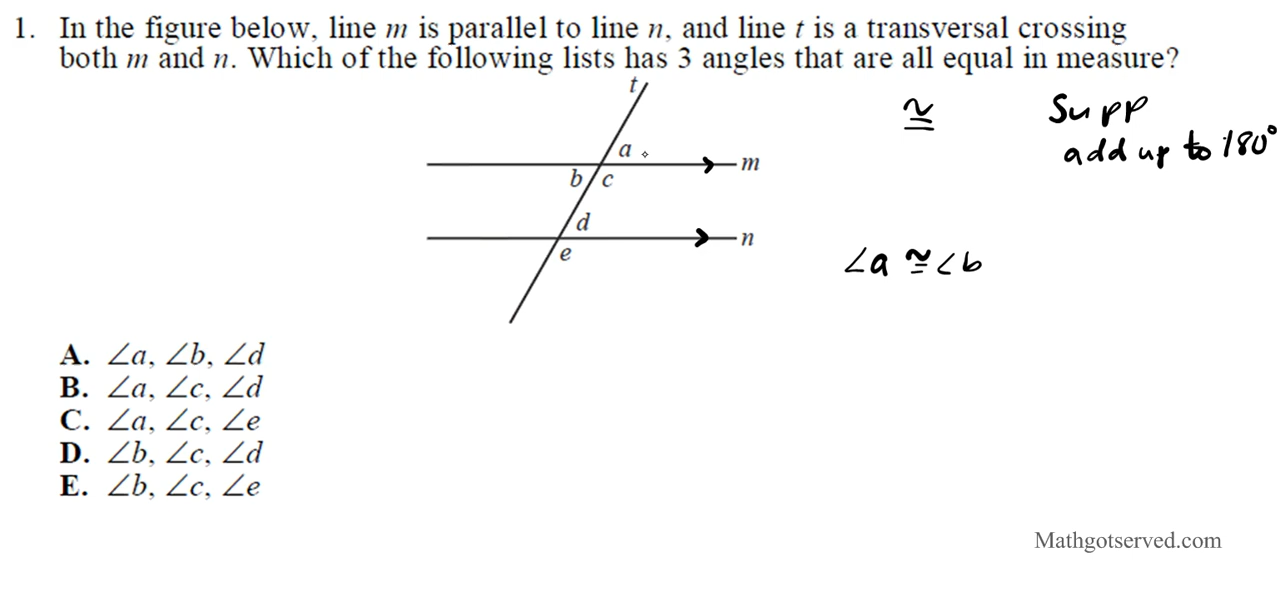 1. In the figure below, line m is parallel to line n, and line t is a transversal crossing
both m and n. Which of the following lists has 3 angles that are all equal in measure?
t
≅ Supp
add up to 180°
a
m
b c
d
n
e
∠a ≅ ∠b
A. ∠a, ∠b, ∠d
B. ∠a, ∠c, ∠d
C. ∠a, ∠c, ∠e
D. ∠b, ∠c, ∠d
E. ∠b, ∠c, ∠e
Mathgotserved.com